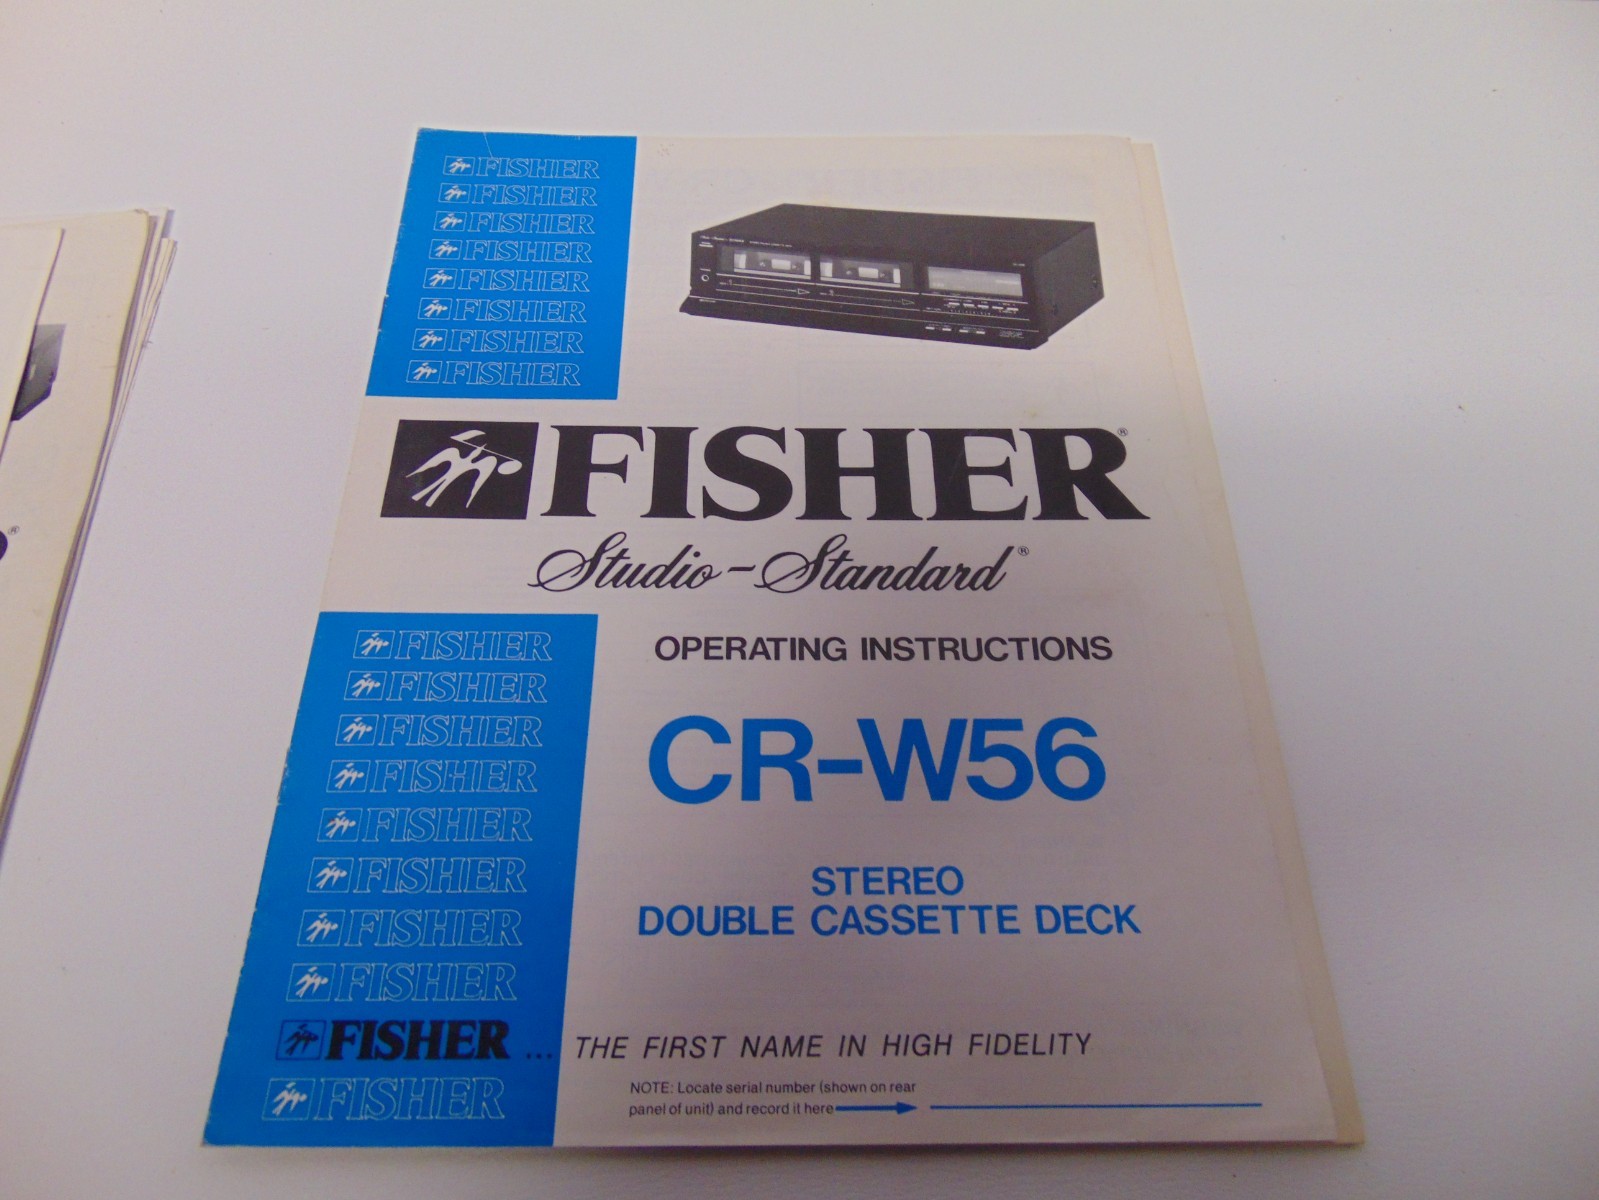 FISHER
FISHER
FISHER
FISHER
FISHER
FISHER
FISHER
FISHER
FISHER®
Studio-Standard®
OPERATING INSTRUCTIONS
CR-W56
STEREO
DOUBLE CASSETTE DECK
FISHER
FISHER
FISHER
FISHER
FISHER
FISHER
FISHER
FISHER
FISHER ... THE FIRST NAME IN HIGH FIDELITY
FISHER
NOTE: Locate serial number (shown on rear
panel of unit) and record it here
®